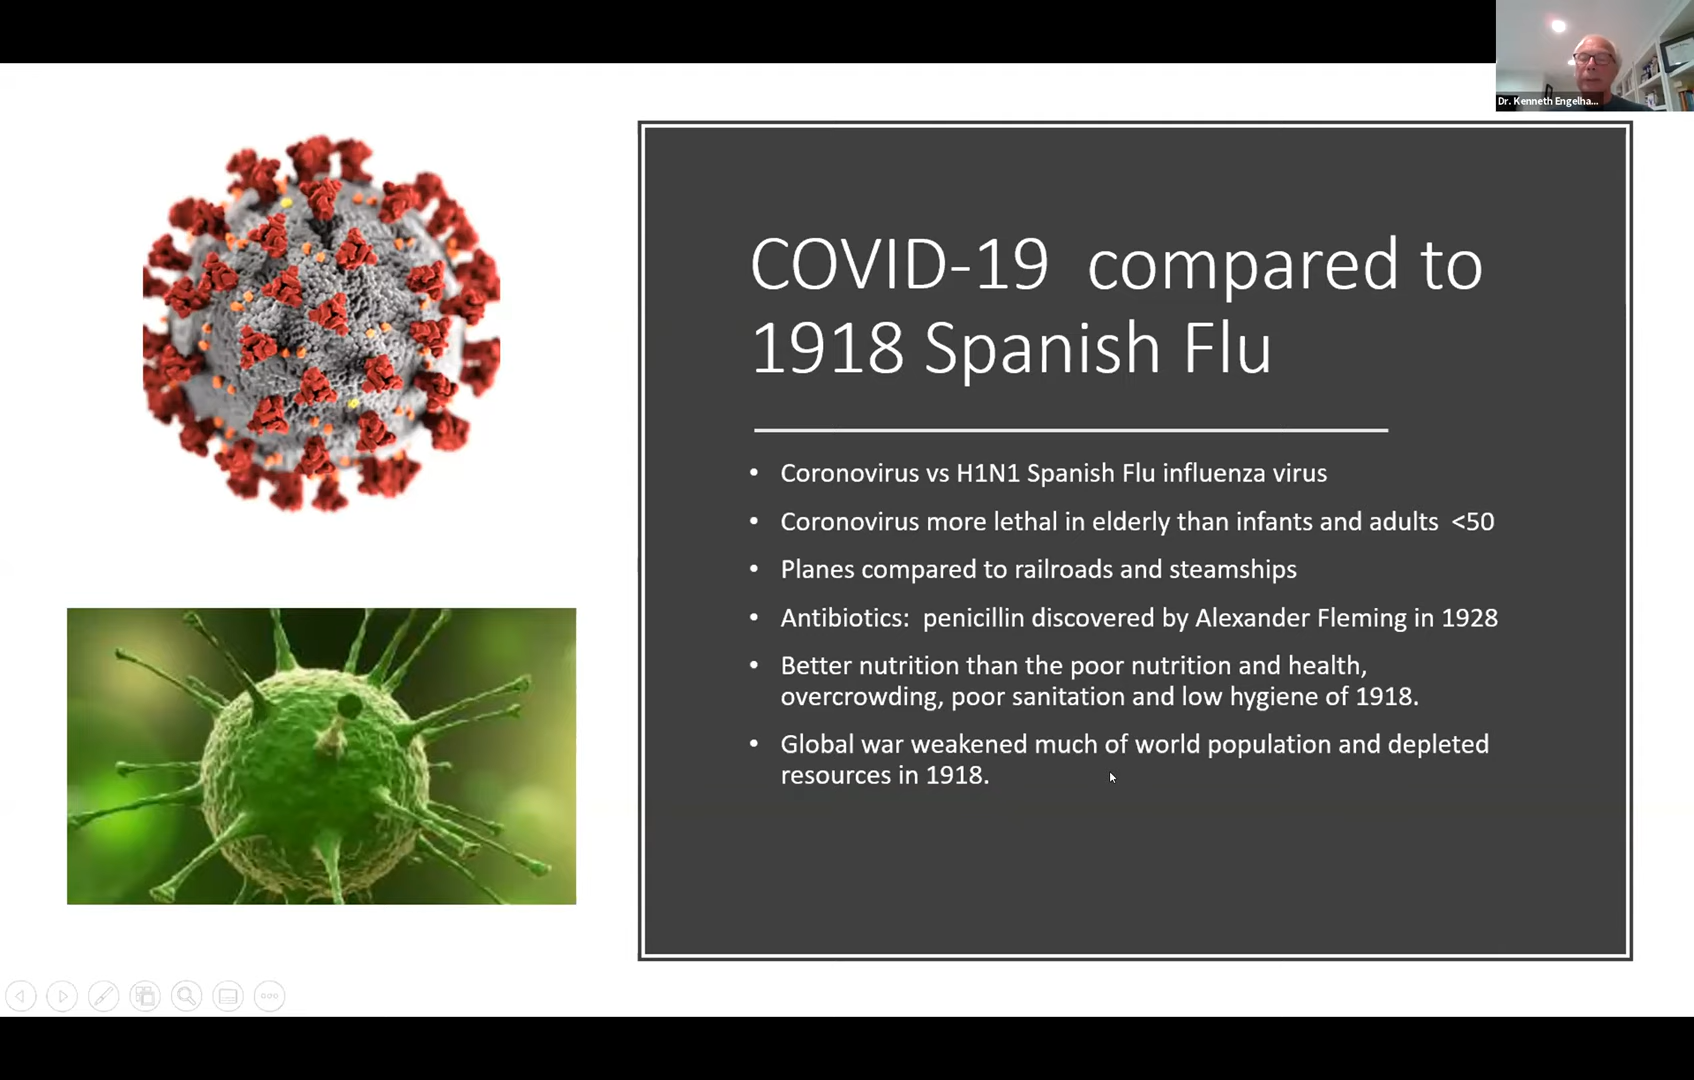 Dr. Kenneth Engelha...
COVID-19 compared to
1918 Spanish Flu
• Coronovirus vs H1N1 Spanish Flu influenza virus
• Coronovirus more lethal in elderly than infants and adults <50
• Planes compared to railroads and steamships
• Antibiotics: penicillin discovered by Alexander Fleming in 1928
• Better nutrition than the poor nutrition and health,
overcrowding, poor sanitation and low hygiene of 1918.
• Global war weakened much of world population and depleted
resources in 1918.